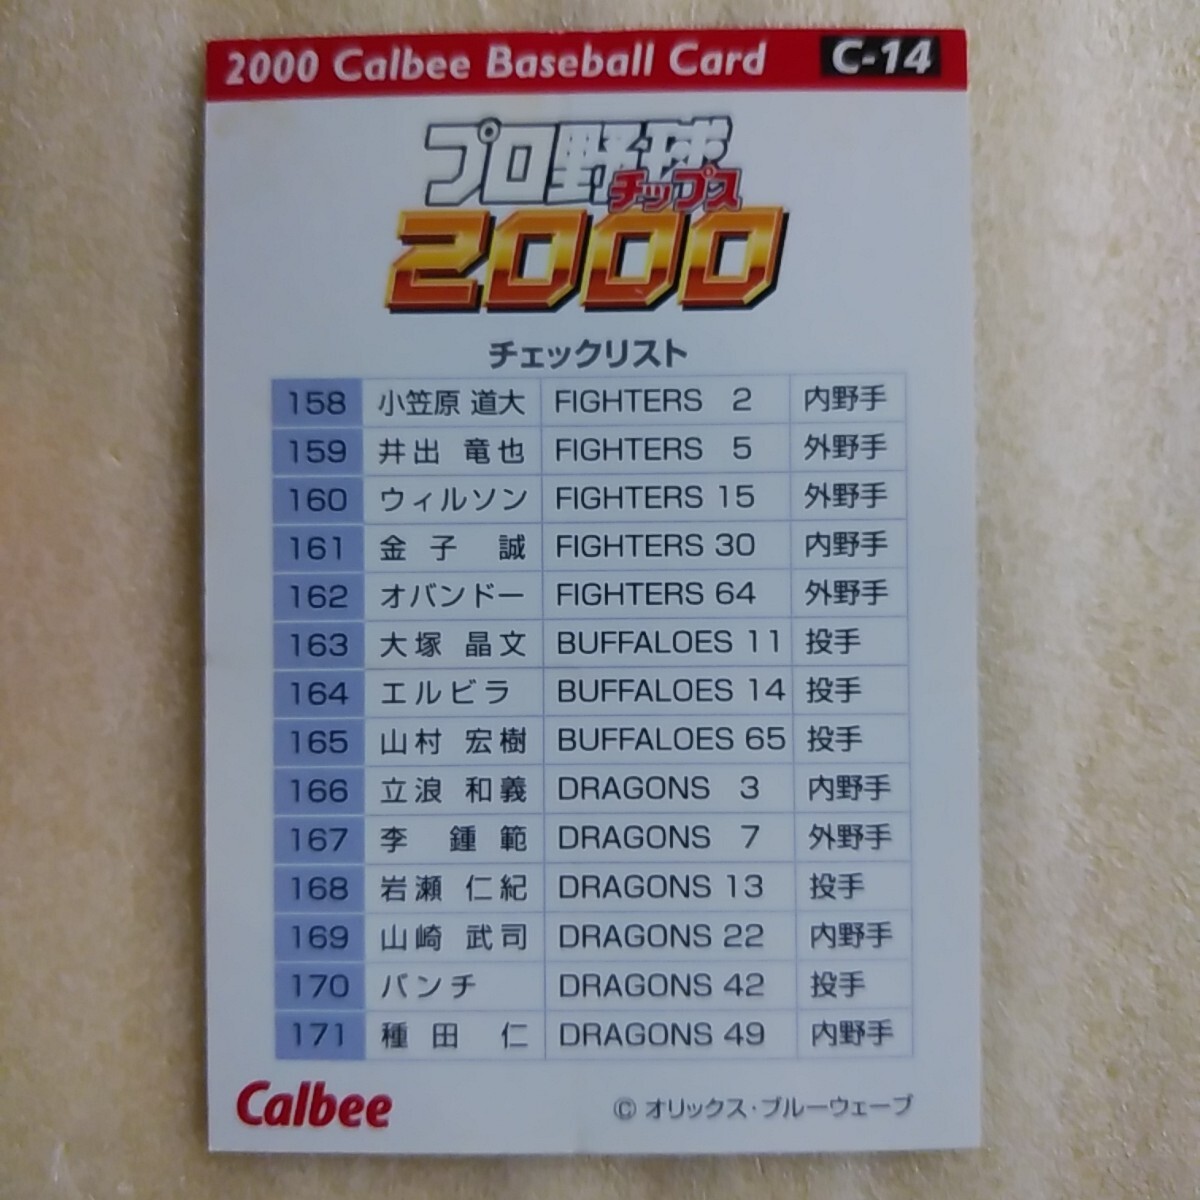 2000 Calbee Baseball Card C-14
プロ野球
チップス
2000
チェックリスト
158 小笠原 道大 FIGHTERS 2 内野手
159 井出 竜也 FIGHTERS 5 外野手
160 ウィルソン FIGHTERS 15 外野手
161 金子 誠 FIGHTERS 30 内野手
162 オバンドー FIGHTERS 64 外野手
163 大塚 晶文 BUFFALOES 11 投手
164 エルビラ BUFFALOES 14 投手
165 山村 宏樹 BUFFALOES 65 投手
166 立浪 和義 DRAGONS 3 内野手
167 李 鍾範 DRAGONS 7 外野手
168 岩瀬 仁紀 DRAGONS 13 投手
169 山崎 武司 DRAGONS 22 内野手
170 バンチ DRAGONS 42 投手
171 種田 仁 DRAGONS 49 内野手
Calbee © オリックス・ブルーウェーブ